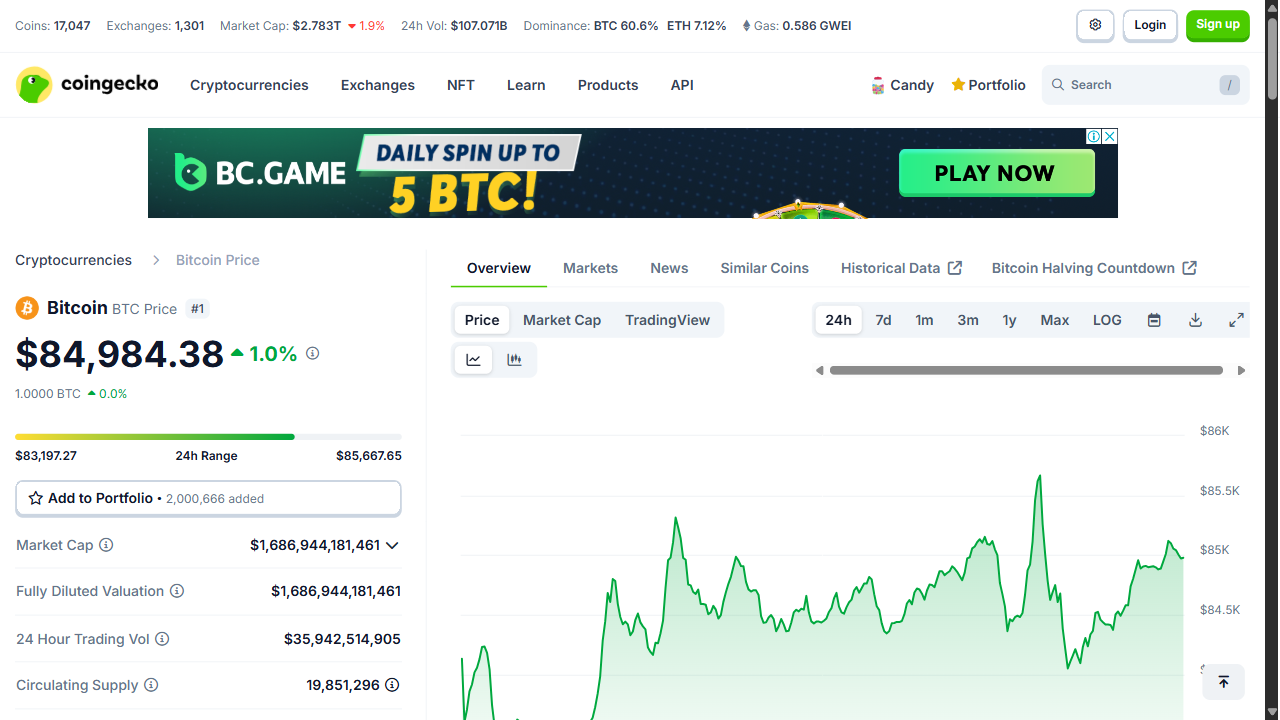 Coins: 17,047 Exchanges: 1,301 Market Cap: $2.783T 1.9% 24h Vol: $107.071B Dominance: BTC 60.6% ETH 7.12% Gas: 0.586 GWEI Login Sign up
coingecko Cryptocurrencies Exchanges NFT Learn Products API Candy Portfolio Search /
BC.GAME
DAILY SPIN UP TO
5 BTC!
PLAY NOW
Cryptocurrencies Bitcoin Price
Bitcoin BTC Price #1
$84,984.38 1.0%
1.0000 BTC 0.0%
$83,197.27 24h Range $85,667.65
Add to Portfolio • 2,000,666 added
Market Cap $1,686,944,181,461
Fully Diluted Valuation $1,686,944,181,461
24 Hour Trading Vol $35,942,514,905
Circulating Supply 19,851,296
Overview Markets News Similar Coins Historical Data Bitcoin Halving Countdown
Price Market Cap TradingView 24h 7d 1m 3m 1y Max LOG
$86K
$85.5K
$85K
$84.5K